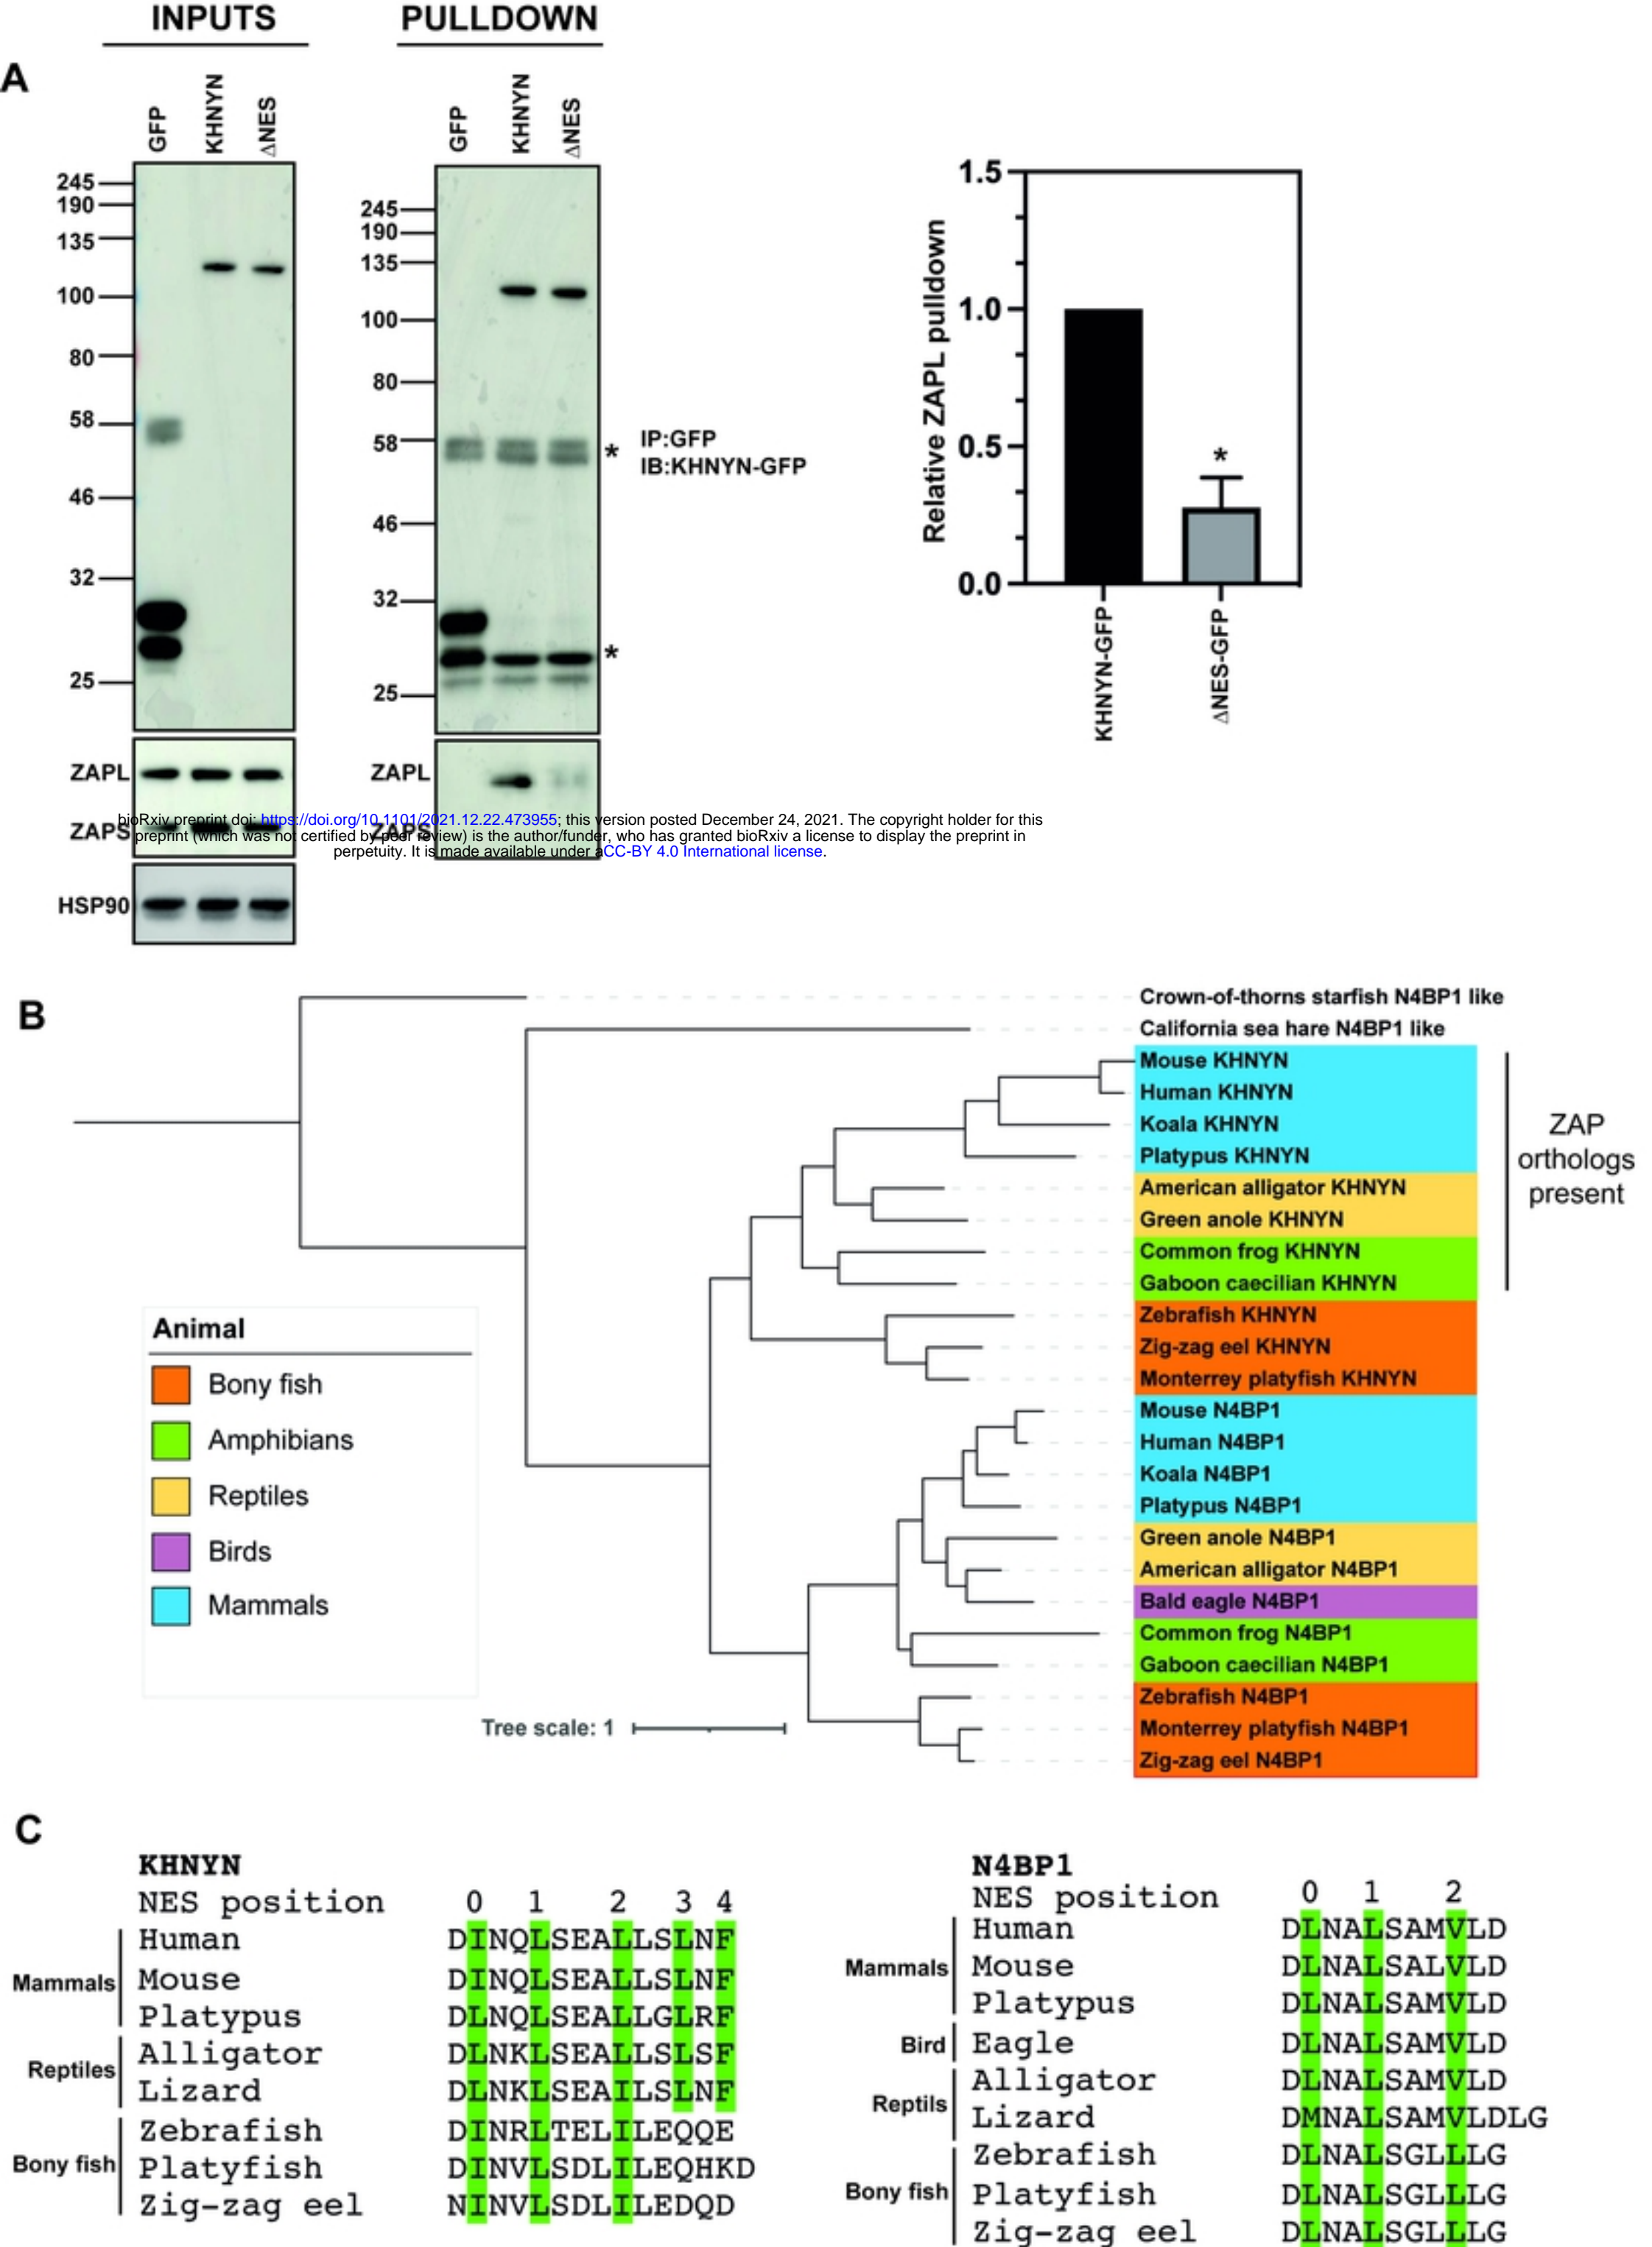 INPUTS
PULLDOWN
A
GFP
KHNYN
ΔNES
GFP
KHNYN
ΔNES
245
190
135
100
80
58
46
32
25
245
190
135
100
80
58
46
32
25
*
*
IP:GFP
IB:KHNYN-GFP
ZAPL
ZAPS
HSP90
ZAPL
ZAPS
Relative ZAPL pulldown
1.5
1.0
0.5
0.0
*
KHNYN-GFP
ΔNES-GFP
bioRxiv preprint doi: https://doi.org/10.1101/2021.12.22.473955; this version posted December 24, 2021. The copyright holder for this
preprint (which was not certified by peer review) is the author/funder, who has granted bioRxiv a license to display the preprint in
perpetuity. It is made available under aCC-BY 4.0 International license.
B
Crown-of-thorns starfish N4BP1 like
California sea hare N4BP1 like
Mouse KHNYN
Human KHNYN
Koala KHNYN
Platypus KHNYN
American alligator KHNYN
Green anole KHNYN
Common frog KHNYN
Gaboon caecilian KHNYN
Zebrafish KHNYN
Zig-zag eel KHNYN
Monterrey platyfish KHNYN
Mouse N4BP1
Human N4BP1
Koala N4BP1
Platypus N4BP1
Green anole N4BP1
American alligator N4BP1
Bald eagle N4BP1
Common frog N4BP1
Gaboon caecilian N4BP1
Zebrafish N4BP1
Monterrey platyfish N4BP1
Zig-zag eel N4BP1
ZAP
orthologs
present
Animal
Bony fish
Amphibians
Reptiles
Birds
Mammals
Tree scale: 1
C
KHNYN
NES position 0 1 2 3 4
Mammals
Human DINQLSEALLSLNF
Mouse DINQLSEALLSLNF
Platypus DLNQLSEALLGLRF
Reptiles
Alligator DLNKLSEALLSLSF
Lizard DLNKLSEAILSLNF
Bony fish
Zebrafish DINRLTELILEQQE
Platyfish DINVLSDLILEQHKD
Zig-zag eel NINVLSDLILEDQD
N4BP1
NES position 0 1 2
Mammals
Human DLNALSAMVLD
Mouse DLNALSALVLD
Platypus DLNALSAMVLD
Bird
Eagle DLNALSAMVLD
Reptils
Alligator DLNALSAMVLD
Lizard DMNALSAMVLDLG
Bony fish
Zebrafish DLNALSGLLLG
Platyfish DLNALSGLLLG
Zig-zag eel DLNALSGLLLG